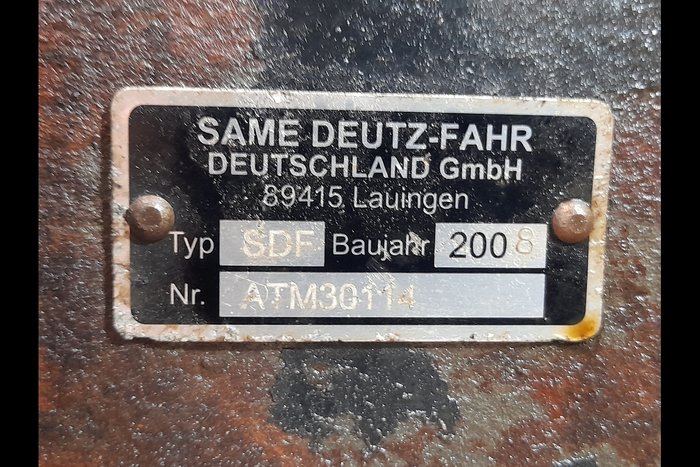 SAME DEUTZ-FAHR
DEUTSCHLAND GmbH
89415 Lauingen
Typ SDF Baujahr 2008
Nr. ATM30114